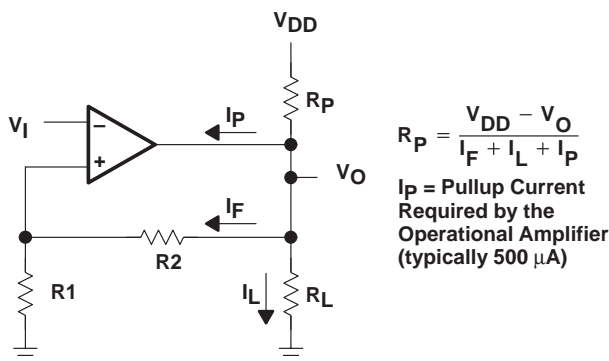 VDD
RP
IP
VI
−
+
VO
IF
R2
R1
IL
RL
RP = VDD − VO / IF + IL + IP
IP = Pullup Current
Required by the
Operational Amplifier
(typically 500 μA)